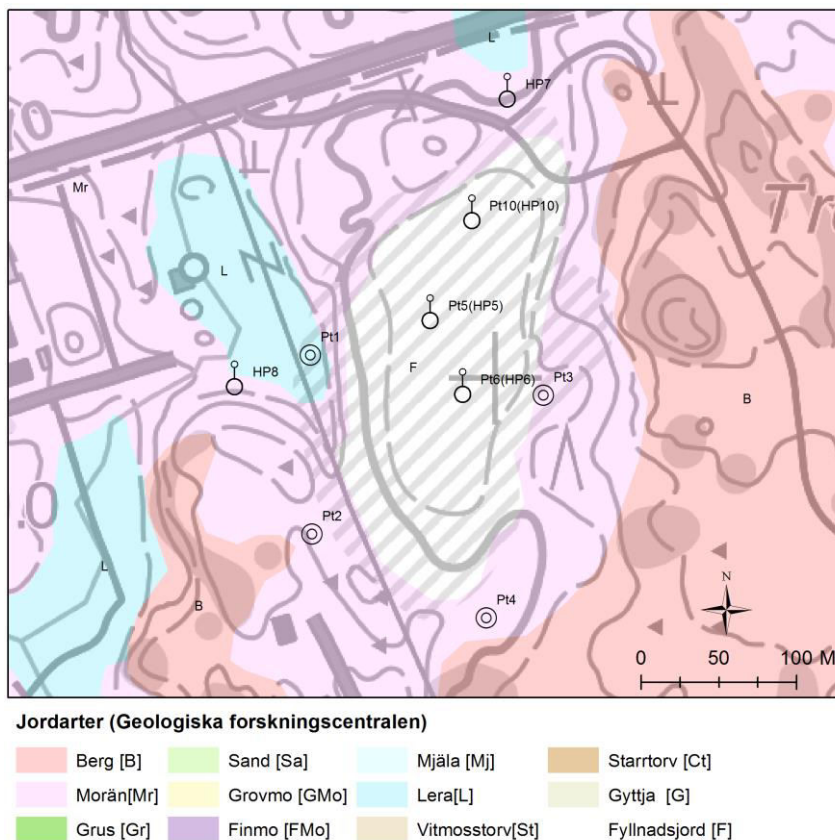 L
HP7
Mr
Tr
Pt10(HP10)
L
Pt5(HP5)
Pt1
F
HP8
Pt6(HP6)
Pt3
B
.0
Pt2
L
B
Pt4
N
0 50 100 M
Jordarter (Geologiska forskningscentralen)
Berg [B] Sand [Sa] Mjäla [Mj] Starrtorv [Ct]
Morän[Mr] Grovmo [GMo] Lera[L] Gyttja [G]
Grus [Gr] Finmo [FMo] Vitmosstorv[St] Fyllnadsjord [F]